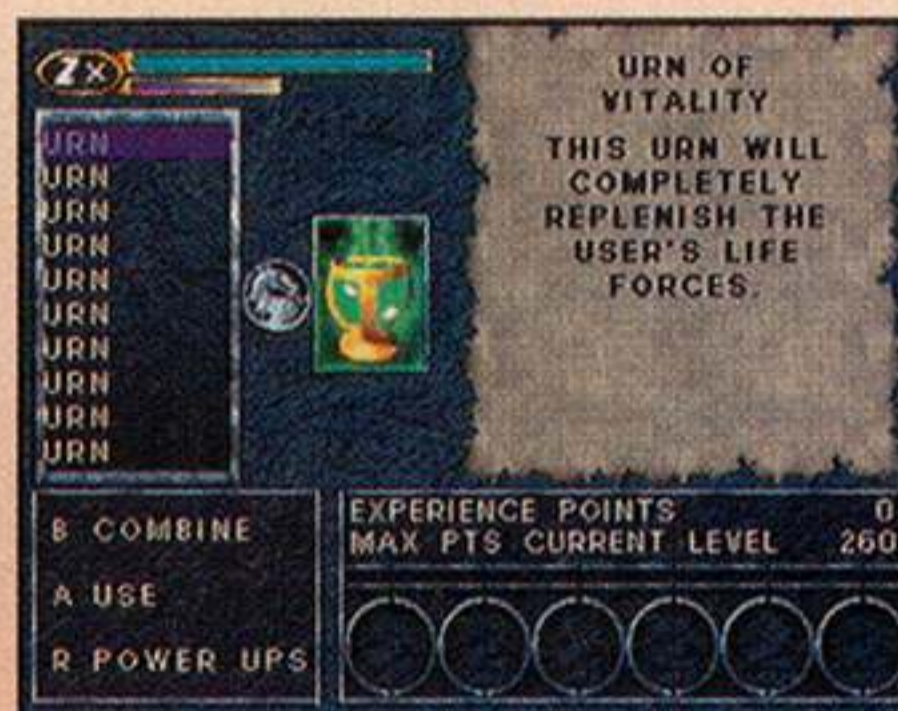 2x
URN
URN
URN
URN
URN
URN
URN
URN
URN
URN
URN OF
VITALITY
THIS URN WILL
COMPLETELY
REPLENISH THE
USER'S LIFE
FORCES.
B COMBINE
A USE
R POWER UPS
EXPERIENCE POINTS 0
MAX PTS CURRENT LEVEL 260